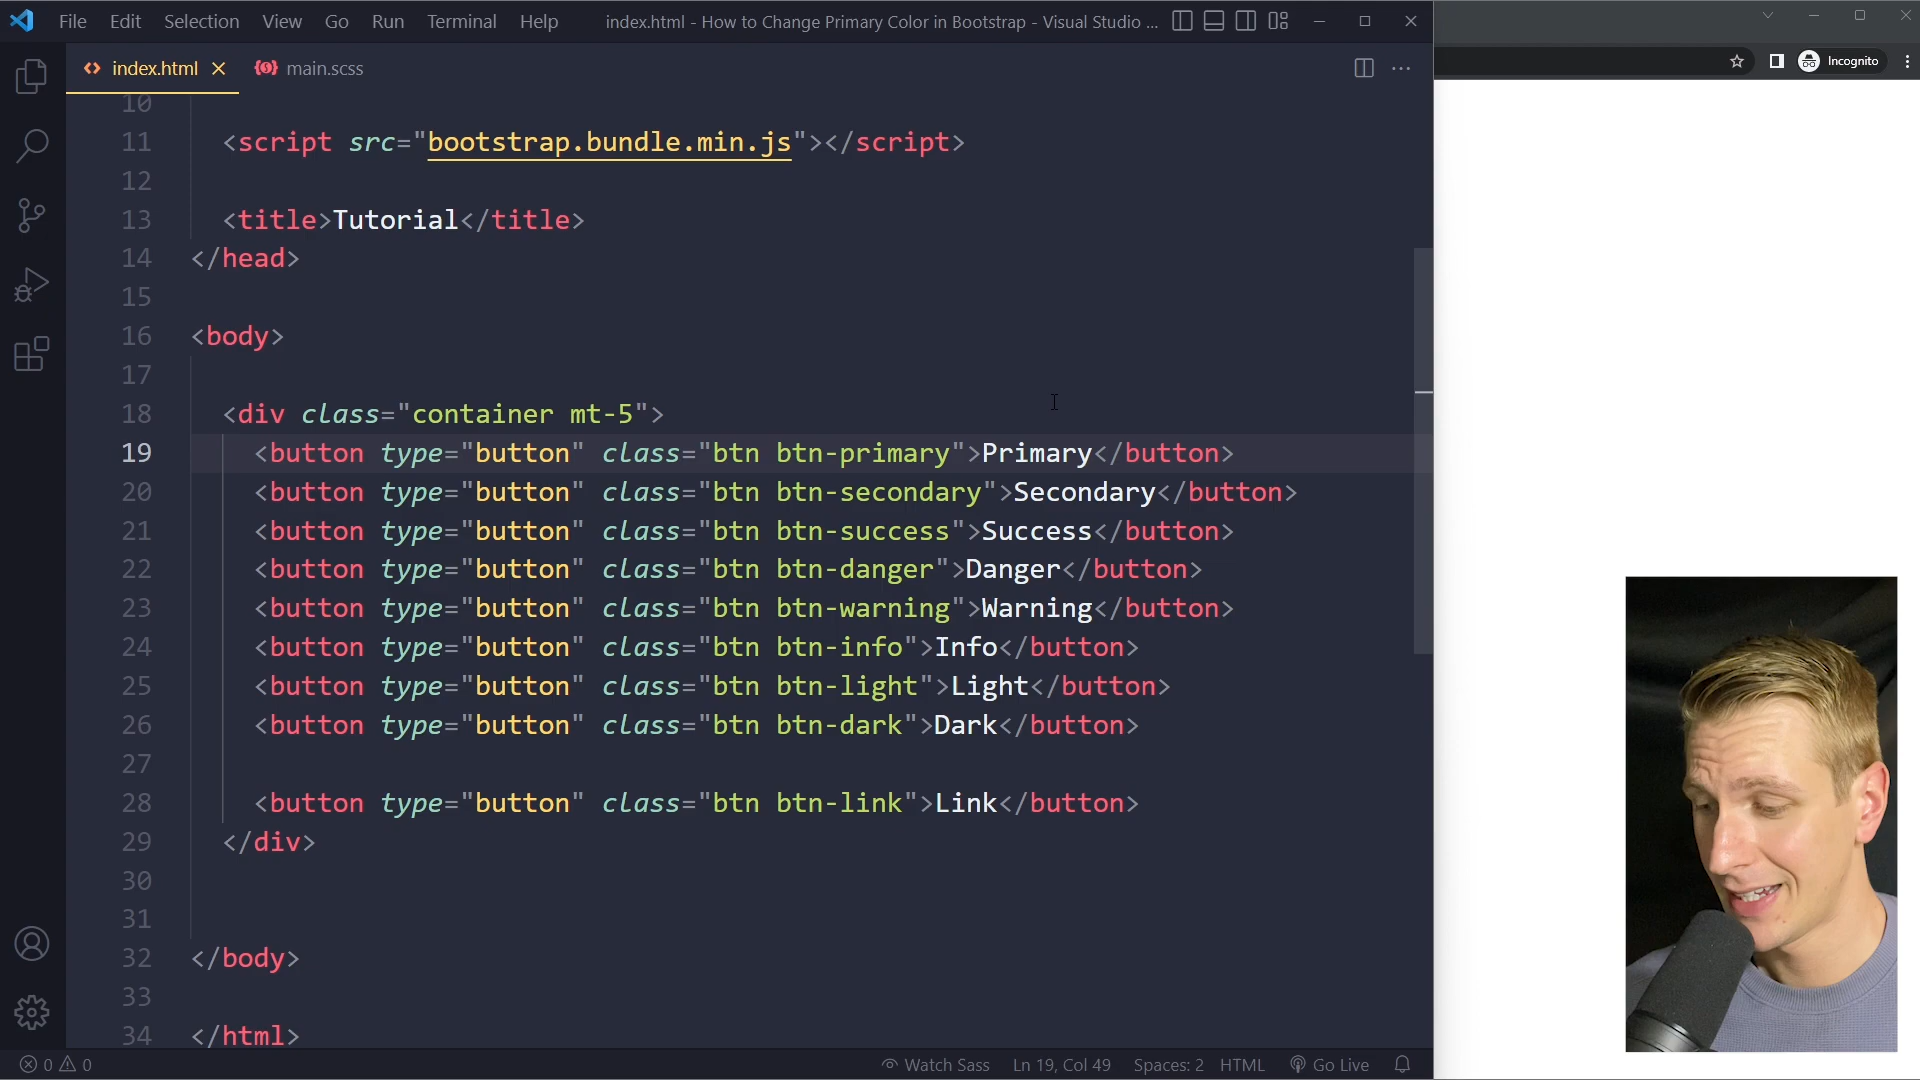 File Edit Selection View Go Run Terminal Help index.html - How to Change Primary Color in Bootstrap - Visual Studio ...
index.html main.scss
Incognito
10
11 <script src="bootstrap.bundle.min.js"></script>
12
13 <title>Tutorial</title>
14 </head>
15
16 <body>
17
18 <div class="container mt-5">
19 <button type="button" class="btn btn-primary">Primary</button>
20 <button type="button" class="btn btn-secondary">Secondary</button>
21 <button type="button" class="btn btn-success">Success</button>
22 <button type="button" class="btn btn-danger">Danger</button>
23 <button type="button" class="btn btn-warning">Warning</button>
24 <button type="button" class="btn btn-info">Info</button>
25 <button type="button" class="btn btn-light">Light</button>
26 <button type="button" class="btn btn-dark">Dark</button>
27
28 <button type="button" class="btn btn-link">Link</button>
29 </div>
30
31
32 </body>
33
34 </html>
0 0 Watch Sass Ln 19, Col 49 Spaces: 2 HTML Go Live